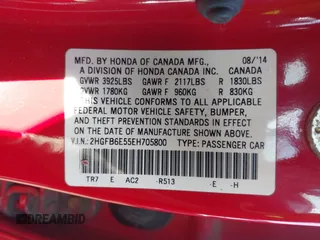 MFD. BY HONDA OF CANADA MFG., 08/'14
A DIVISION OF HONDA CANADA INC. CANADA
GVWR 3925LBS GAWR F 2117LBS R 1830LBS
GVWR 1780KG GAWR F 960KG R 830KG
THIS VEHICLE CONFORMS TO ALL APPLICABLE
FEDERAL MOTOR VEHICLE SAFETY, BUMPER,
AND THEFT PREVENTION STANDARDS IN EFFECT
ON THE DATE OF MANUFACTURE SHOWN ABOVE.
V.I.N: 2HGFB6E55EH705800 TYPE: PASSENGER CAR
TR7 E AC2 -R513 -E -H
DREAMBID